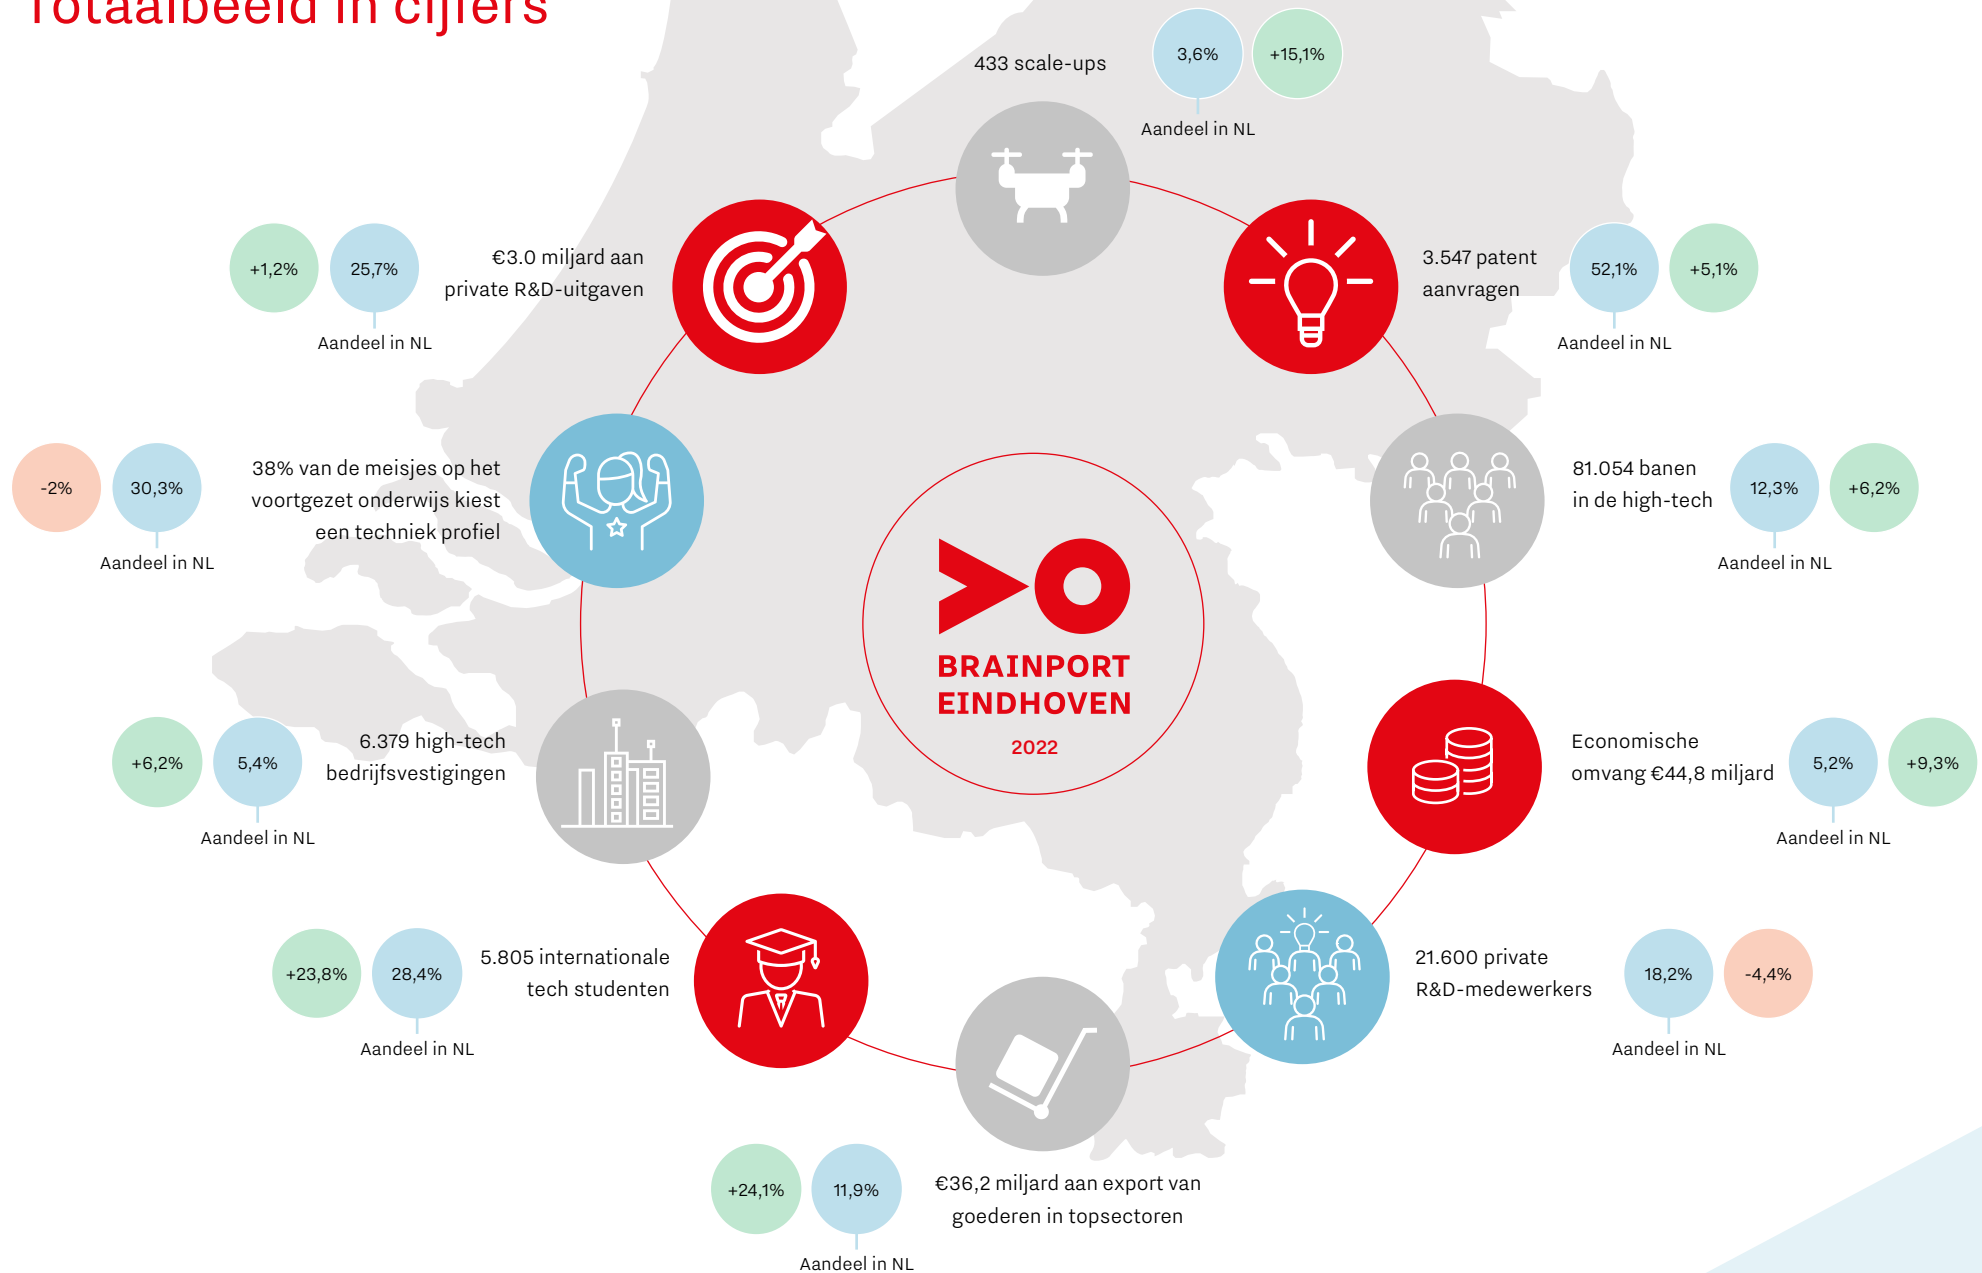 Totaalbeeld in cijfers
433 scale-ups
3,6%
+15,1%
Aandeel in NL
3.547 patent
aanvragen
52,1%
+5,1%
Aandeel in NL
81.054 banen
in de high-tech
12,3%
+6,2%
Aandeel in NL
Economische
omvang €44,8 miljard
5,2%
+9,3%
Aandeel in NL
21.600 private
R&D-medewerkers
18,2%
-4,4%
Aandeel in NL
€36,2 miljard aan export van
goederen in topsectoren
+24,1%
11,9%
Aandeel in NL
5.805 internationale
tech studenten
+23,8%
28,4%
Aandeel in NL
6.379 high-tech
bedrijfsvestigingen
+6,2%
5,4%
Aandeel in NL
38% van de meisjes op het
voortgezet onderwijs kiest
een techniek profiel
-2%
30,3%
Aandeel in NL
€3.0 miljard aan
private R&D-uitgaven
+1,2%
25,7%
Aandeel in NL
BRAINPORT
EINDHOVEN
2022